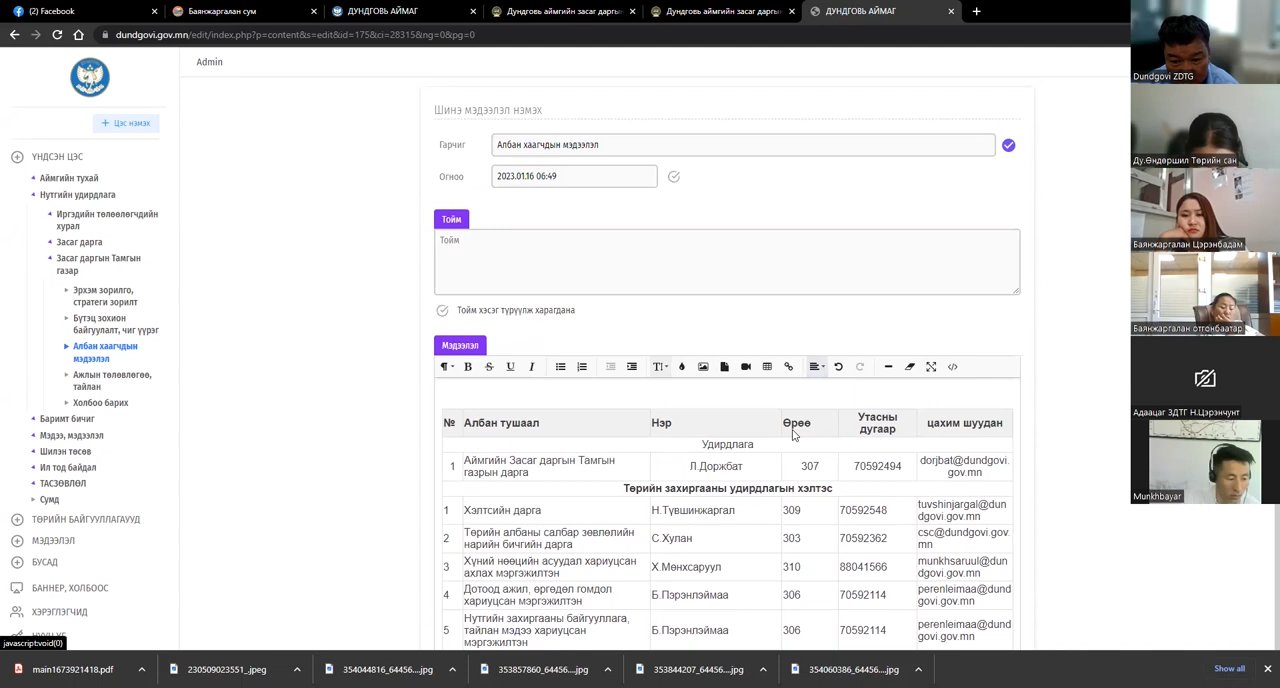 (2) Facebook
Баянжаргалан сум
ДУНДГОВЬ АЙМАГ
Дундговь аймгийн засаг дарга
Дундговь аймгийн засаг дарга
ДУНДГОВЬ АЙМАГ
dundgovi.gov.mn/edit/index.php?p=content&s=edit&id=175&ci=28315&ng=0&pg=0
Admin
+ Цэс нэмэх
ҮНДСЭН ЦЭС
Аймгийн тухай
Нутгийн удирдлага
Иргэдийн төлөөлөгчдийн
хурал
Засаг дарга
Засаг даргын Тамгын
газар
Эрхэм зорилго,
стратеги зорилт
Бүтэц зохион
байгуулалт, чиг үүрэг
Албан хаагчдын
мэдээлэл
Ажлын төлөвлөгөө,
тайлан
Холбоо барих
Баримт бичиг
Мэдээ, мэдээлэл
Шилэн төсөв
Ил тод байдал
ТАСЗӨВЛӨЛ
Сумд
ТӨРИЙН БАЙГУУЛЛАГАУУД
МЭДЭЭЛЭЛ
БУСАД
БАННЕР, ХОЛБООС
ХЭРЭГЛЭГЧИД
javascript:void(0)
Шинэ мэдээлэл нэмэх
Гарчиг
Албан хаагчдын мэдээлэл
Огноо
2023.01.16 06:49
Тойм
Тойм
Тойм хэсэг түрүүлж харагдана
Мэдээлэл
№ Албан тушаал Нэр Өрөө Утасны дугаар цахим шуудан
Удирдлага
1 Аймгийн Засаг даргын Тамгын газрын дарга Л.Доржбат 307 70592494 dorjbat@dundgovi.gov.mn
Төрийн захиргааны удирдлагын хэлтэс
1 Хэлтсийн дарга Н.Түвшинжаргал 309 70592548 tuvshinjargal@dundgovi.gov.mn
2 Төрийн албаны салбар зөвлөлийн нарийн бичгийн дарга С.Хулан 303 70592362 csc@dundgovi.gov.mn
3 Хүний нөөцийн асуудал хариуцсан ахлах мэргэжилтэн Х.Мөнхсаруул 310 88041566 munkhsaruul@dundgovi.gov.mn
4 Дотоод ажил, өргөдөл гомдол хариуцсан мэргэжилтэн Б.Пэрэнлэймаа 306 70592114 perenleimaa@dundgovi.gov.mn
5 Нутгийн захиргааны байгууллага, тайлан мэдээ хариуцсан мэргэжилтэн Б.Пэрэнлэймаа 306 70592114 perenleimaa@dundgovi.gov.mn
Dundgovi ZDTG
Ду.Өндөршил Төрийн сан
Баянжаргалан Цэрэнбадам
Баянжаргалан отгонбаатар
Адаацаг ЗДТГ Н.Цэрэнчунт
Munkhbayar
main1673921418.pdf
230509023551_.jpeg
354044816_64456....jpg
353857860_64456....jpg
353844207_64456....jpg
354060386_64456....jpg
Show all